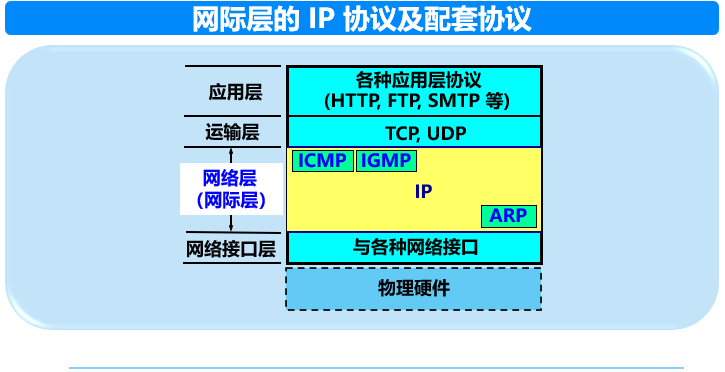 网际层的 IP 协议及配套协议
应用层
各种应用层协议
(HTTP, FTP, SMTP 等)
运输层
TCP, UDP
网络层
（网际层）
ICMP
IGMP
IP
ARP
网络接口层
与各种网络接口
物理硬件